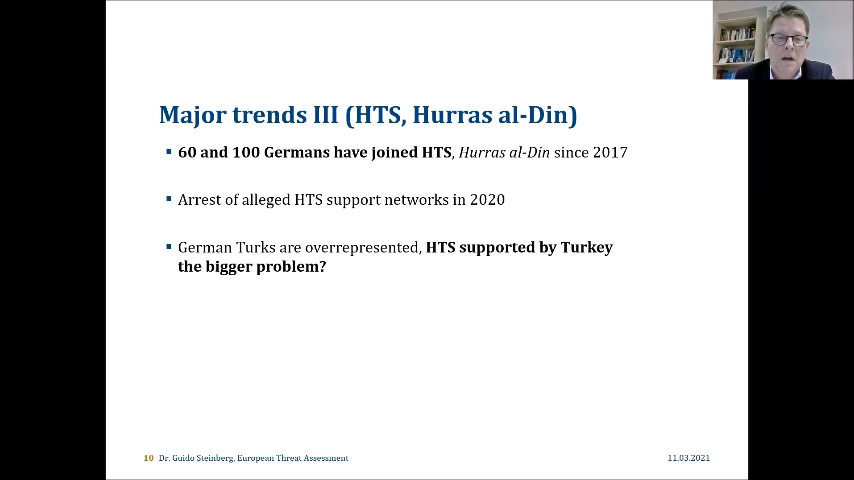 Major trends III (HTS, Hurras al-Din)
▪ 60 and 100 Germans have joined HTS, Hurras al-Din since 2017
▪ Arrest of alleged HTS support networks in 2020
▪ German Turks are overrepresented, HTS supported by Turkey
the bigger problem?
10 Dr. Guido Steinberg, European Threat Assessment 11.03.2021